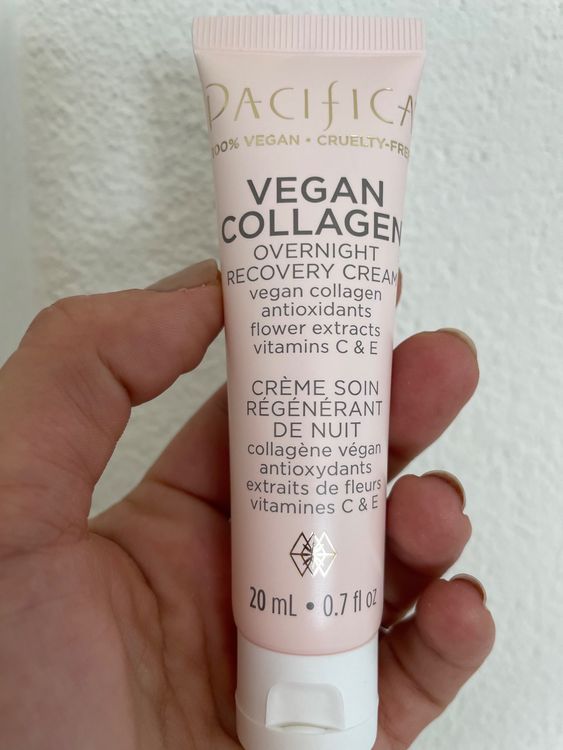 PACIFICA
100% VEGAN • CRUELTY-FREE
VEGAN
COLLAGEN
OVERNIGHT
RECOVERY CREAM
vegan collagen
antioxidants
flower extracts
vitamins C & E
CRÈME SOIN
RÉGÉNÉRANT
DE NUIT
collagène végan
antioxydants
extraits de fleurs
vitamines C & E
20 mL • 0.7 fl oz